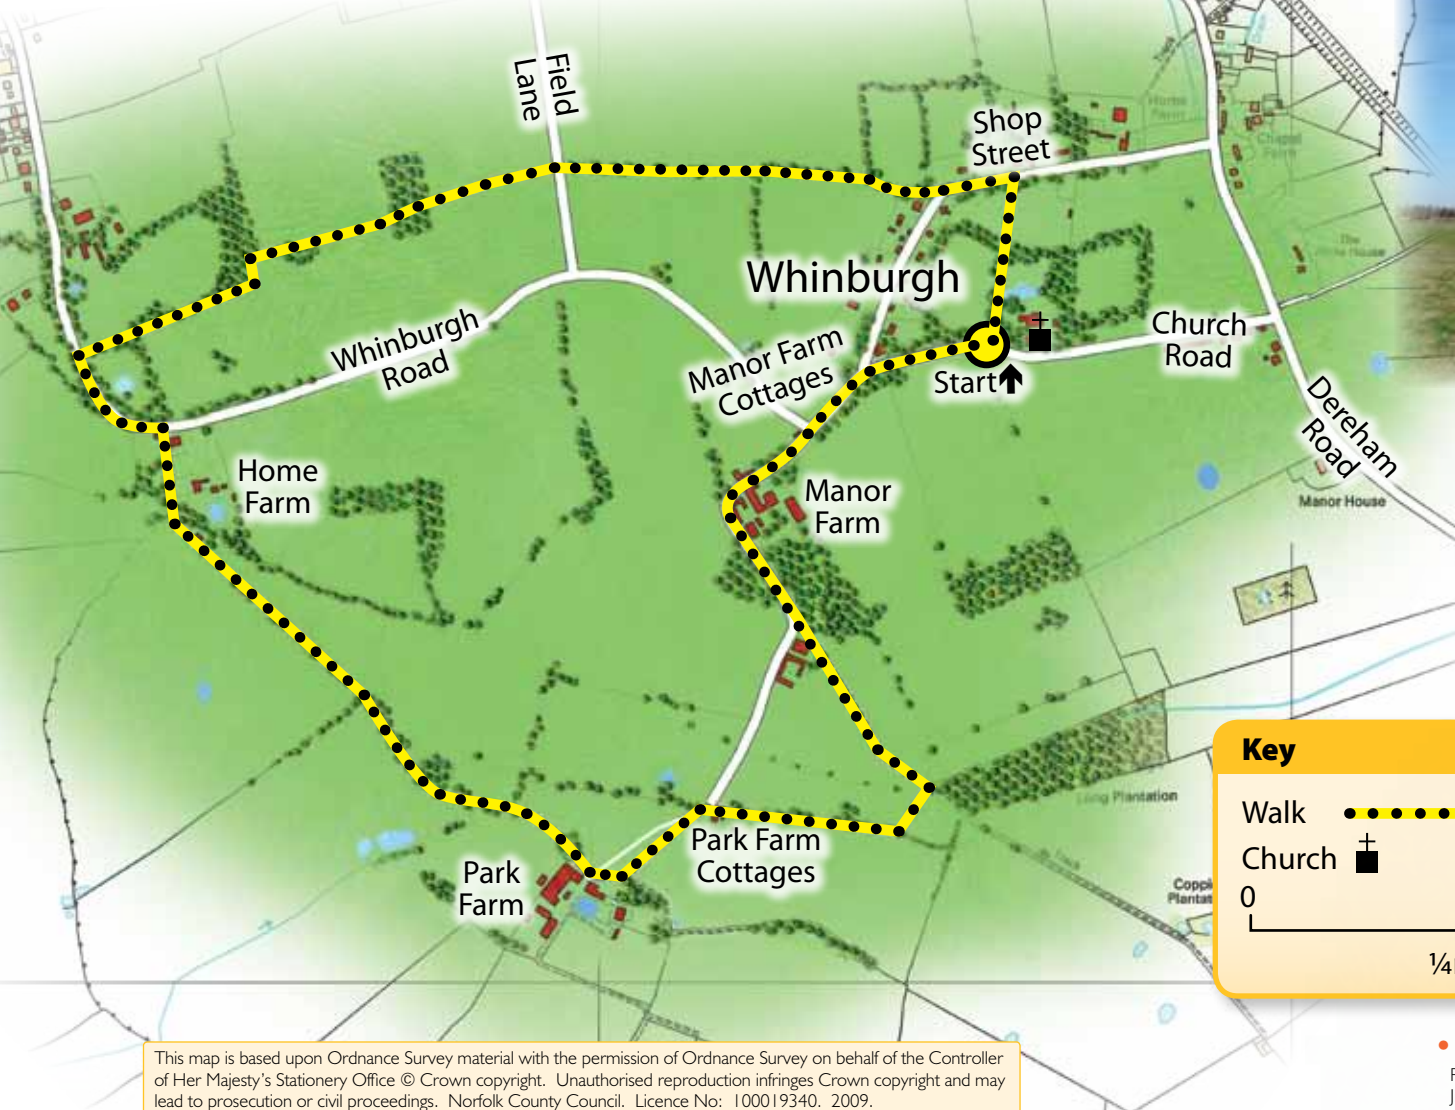 Field
Lane
Shop
Street
Whinburgh
Whinburgh
Road
Manor Farm
Cottages
Start
Church
Road
Dereham
Road
Home
Farm
Manor
Farm
Manor House
Long Plantation
Park Farm
Cottages
Park
Farm
Key
Walk
Church
0
¼
This map is based upon Ordnance Survey material with the permission of Ordnance Survey on behalf of the Controller
of Her Majesty's Stationery Office © Crown copyright. Unauthorised reproduction infringes Crown copyright and may
lead to prosecution or civil proceedings. Norfolk County Council. Licence No: 100019340. 2009.